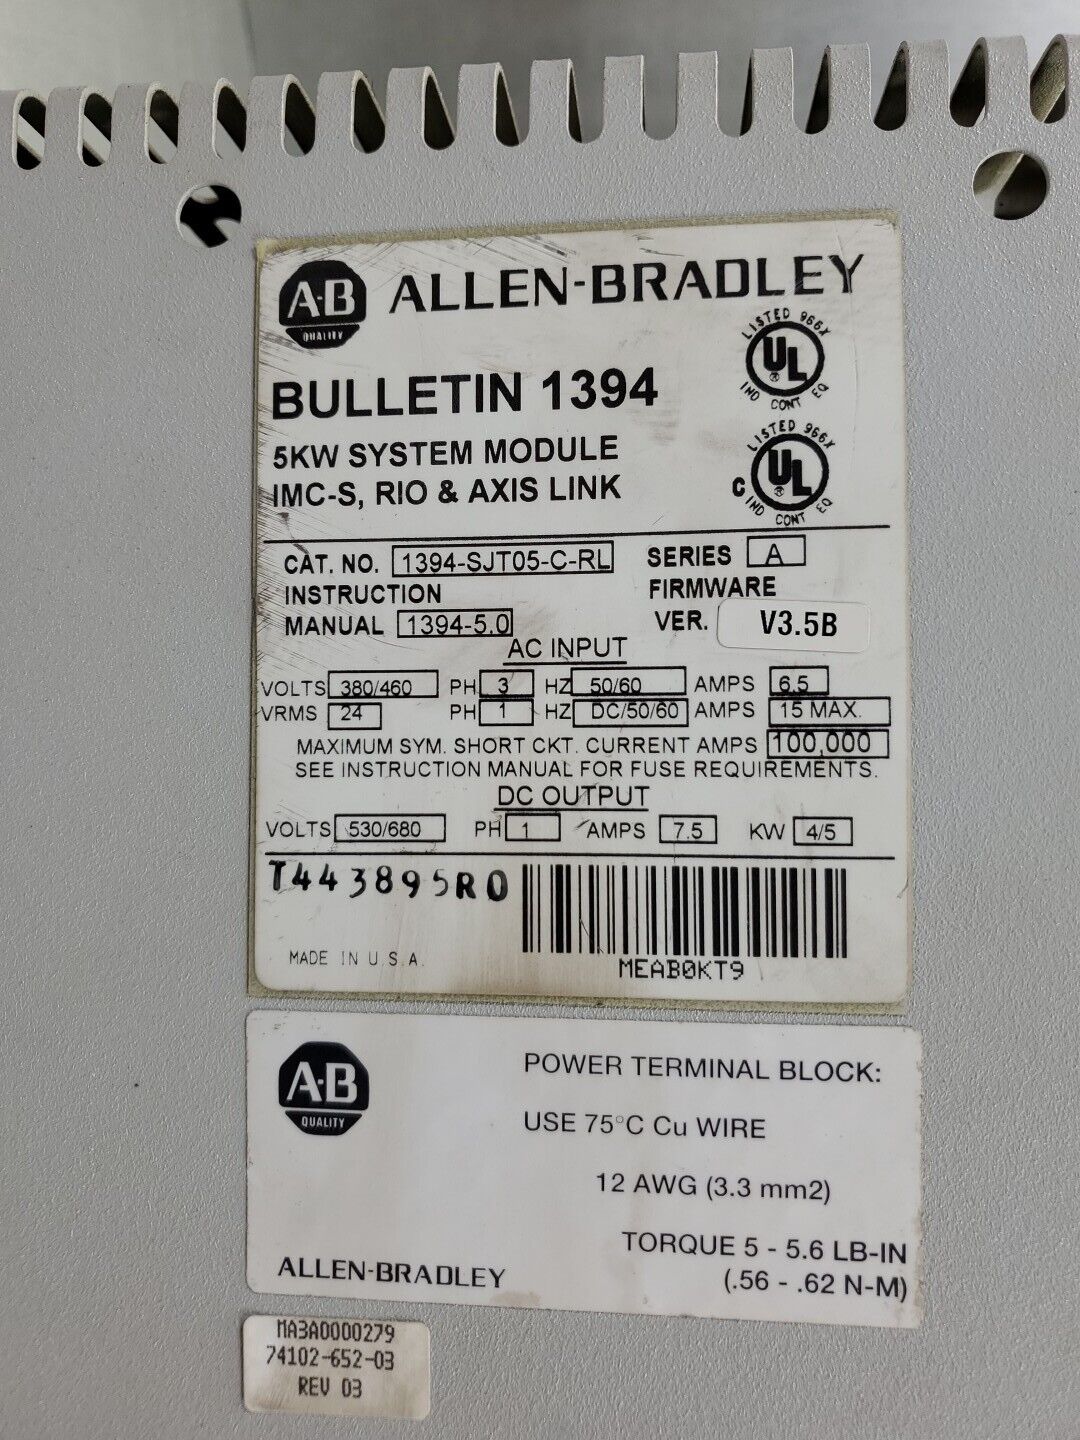 A-B ALLEN-BRADLEY
QUALITY
LISTED 966X
UL
®
IND CONT EQ
BULLETIN 1394
5KW SYSTEM MODULE
IMC-S, RIO & AXIS LINK
LISTED 966X
C UL
®
IND CONT EQ
CAT. NO. 1394-SJT05-C-RL SERIES A
INSTRUCTION FIRMWARE
MANUAL 1394-5.0 VER. V3.5B
AC INPUT
VOLTS 380/460 PH 3 HZ 50/60 AMPS 6.5
VRMS 24 PH 1 HZ DC/50/60 AMPS 15 MAX.
MAXIMUM SYM. SHORT CKT. CURRENT AMPS 100,000
SEE INSTRUCTION MANUAL FOR FUSE REQUIREMENTS.
DC OUTPUT
VOLTS 530/680 PH 1 AMPS 7.5 KW 4/5
T443895R0
MADE IN U.S.A.
MEAB0KT9
A-B
QUALITY
POWER TERMINAL BLOCK:
USE 75°C Cu WIRE
12 AWG (3.3 mm2)
TORQUE 5 - 5.6 LB-IN
(.56 - .62 N-M)
ALLEN-BRADLEY
MA3A0000279
74102-652-03
REV 03